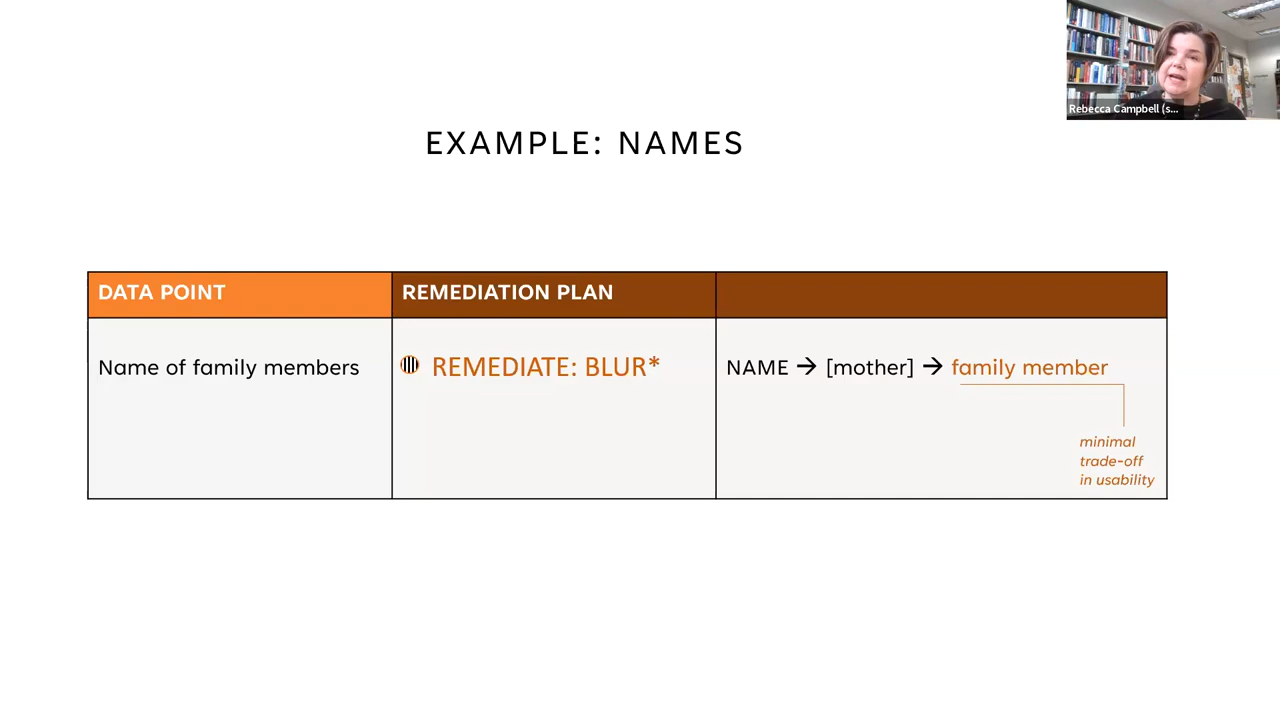 Rebecca Campbell (s...
EXAMPLE: NAMES
DATA POINT
REMEDIATION PLAN
Name of family members
REMEDIATE: BLUR*
NAME → [mother] → family member
minimal
trade-off
in usability